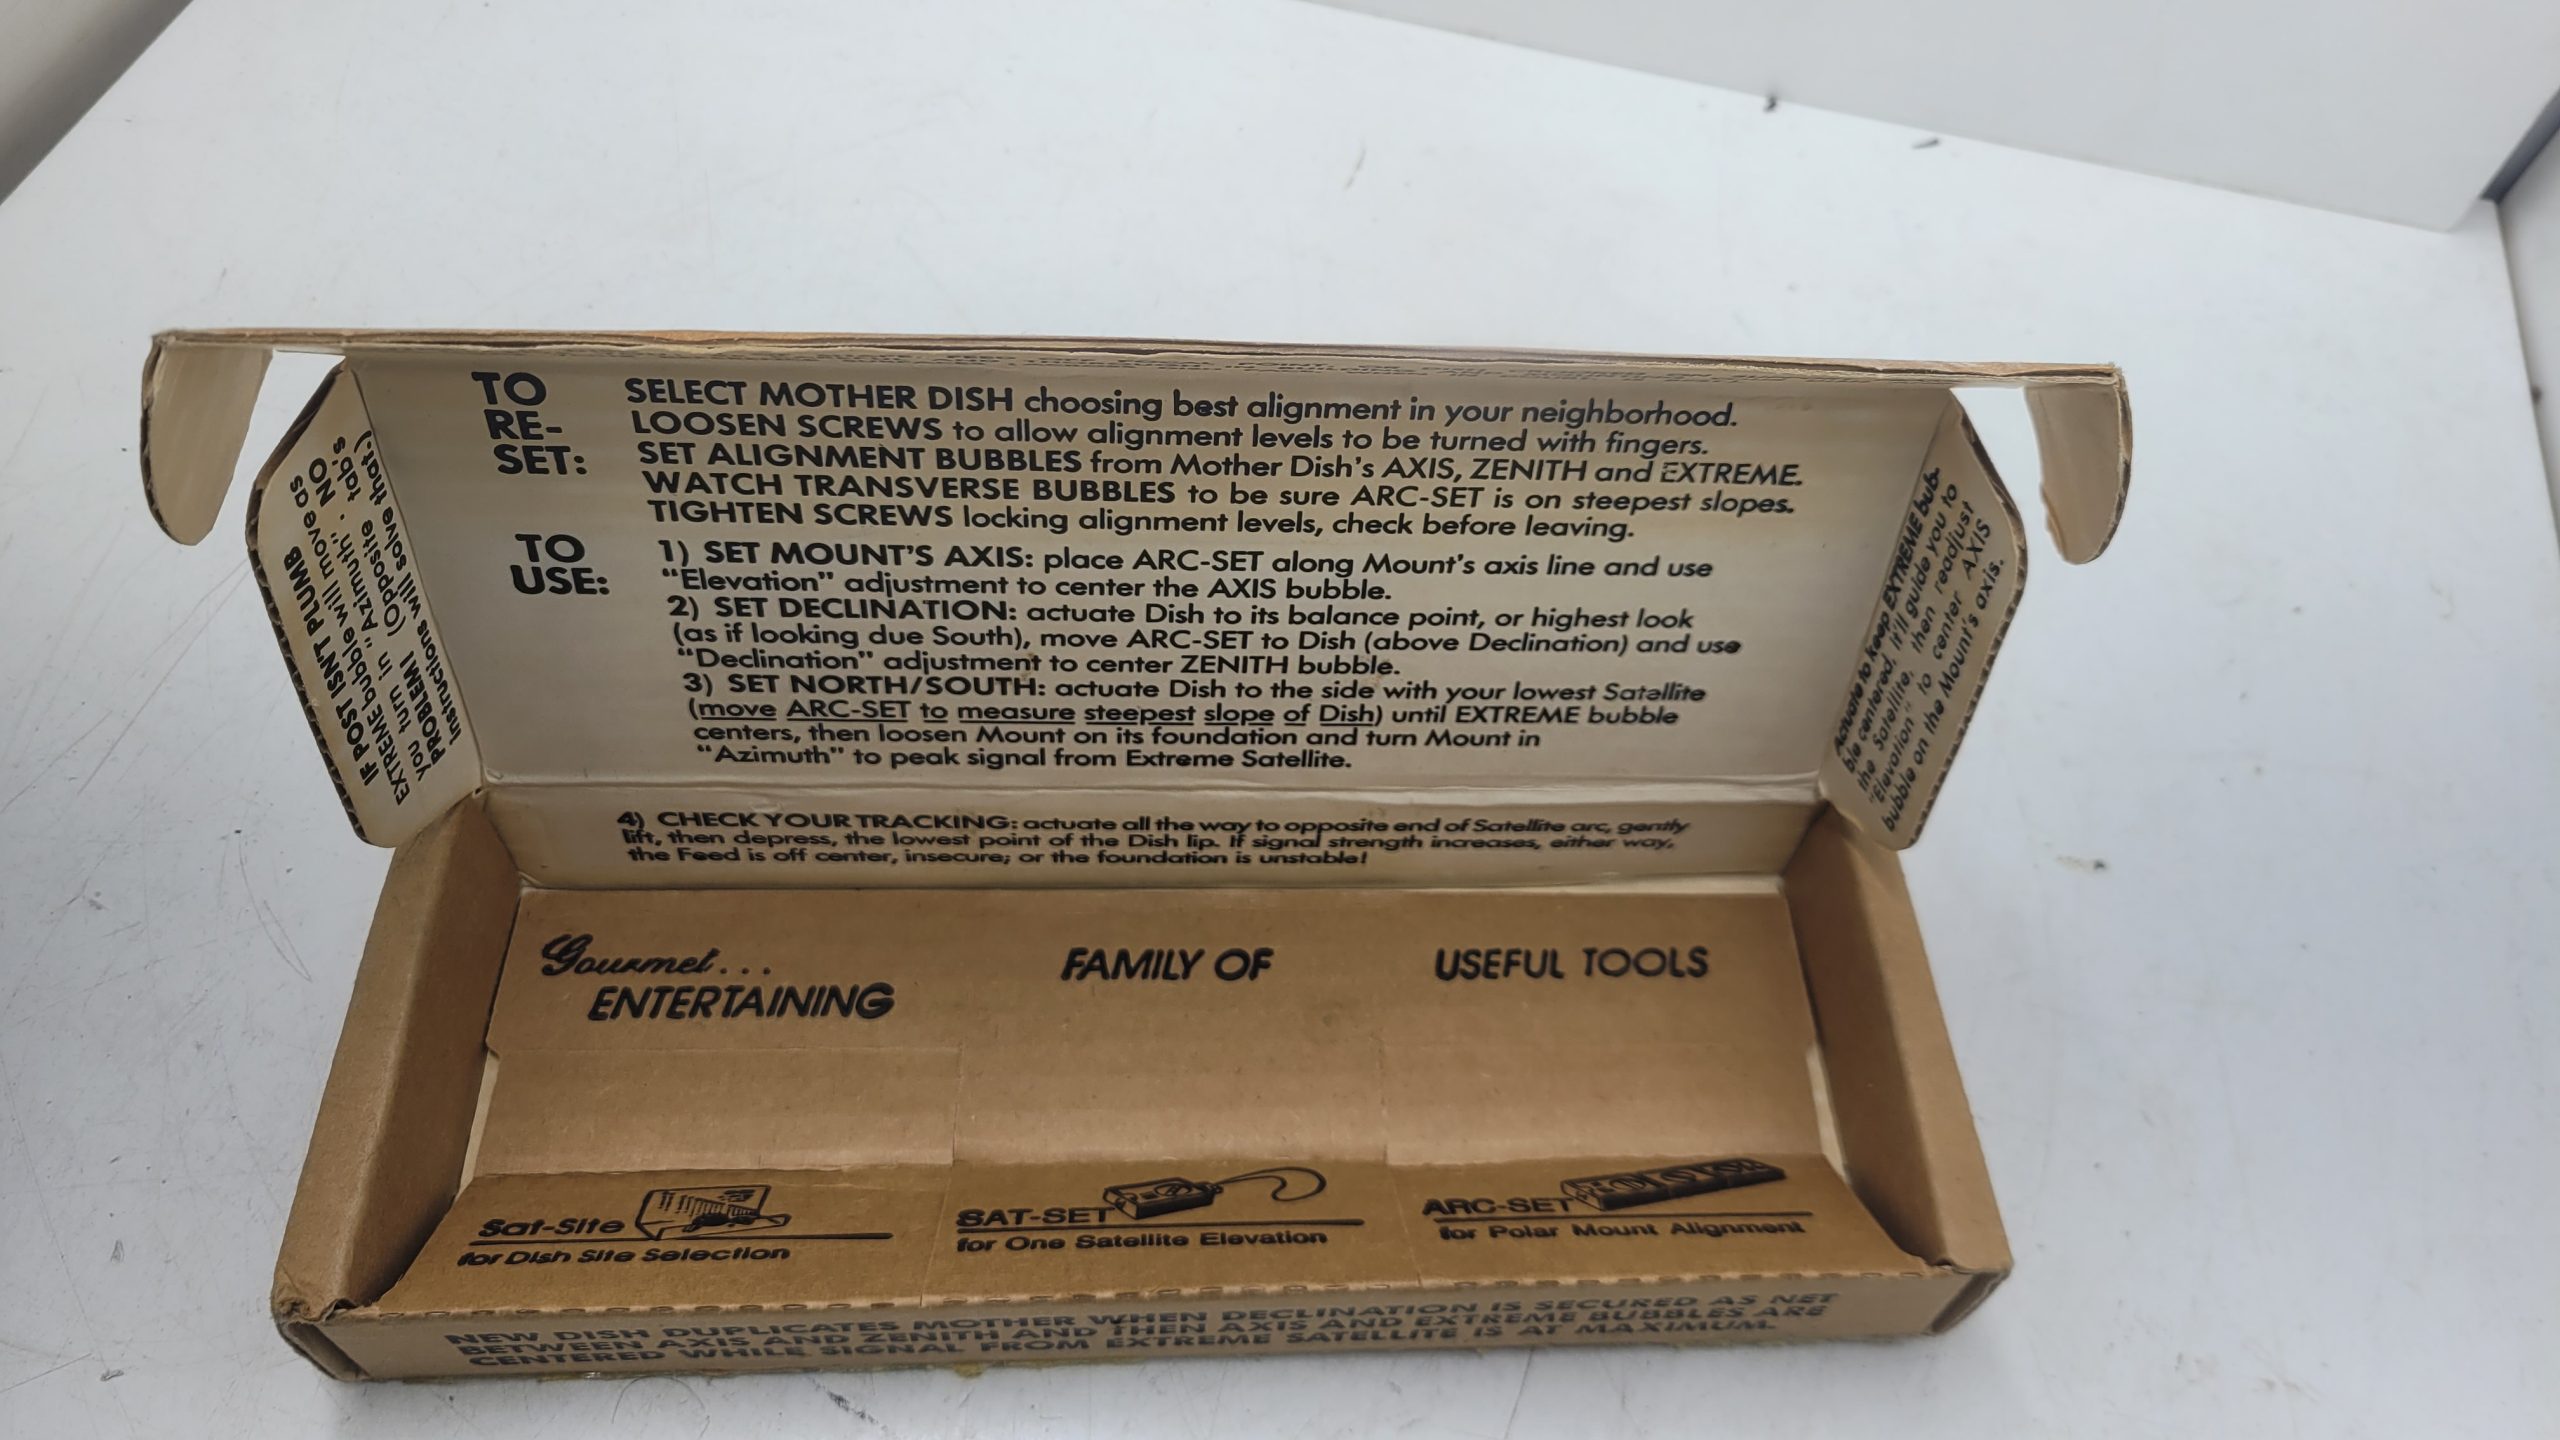 TO RE-SET:
SELECT MOTHER DISH choosing best alignment in your neighborhood.
LOOSEN SCREWS to allow alignment levels to be turned with fingers.
SET ALIGNMENT BUBBLES from Mother Dish's AXIS, ZENITH and EXTREME.
WATCH TRANSVERSE BUBBLES to be sure ARC-SET is on steepest slopes.
TIGHTEN SCREWS locking alignment levels, check before leaving.
TO USE:
1) SET MOUNT'S AXIS: place ARC-SET along Mount's axis line and use
"Elevation" adjustment to center the AXIS bubble.
2) SET DECLINATION: actuate Dish to its balance point, or highest look
(as if looking due South), move ARC-SET to Dish (above Declination) and use
"Declination" adjustment to center ZENITH bubble.
3) SET NORTH/SOUTH: actuate Dish to the side with your lowest Satellite
(move ARC-SET to measure steepest slope of Dish) until EXTREME bubble
centers, then loosen Mount on its foundation and turn Mount in
"Azimuth" to peak signal from Extreme Satellite.
4) CHECK YOUR TRACKING: actuate all the way to opposite end of Satellite arc, gently
lift, then depress, the lowest point of the Dish lip. If signal strength increases, either way,
the Feed is off center, insecure; or the foundation is unstable!
IF POST ISN'T PLUMB
EXTREME bubble will move as
you turn in "Azimuth". NO
PROBLEM! (Opposite tab's
instructions will solve that.)
Actuate to keep EXTREME bub-
ble centered, it'll guide you to
the Satellite, then readjust
"Elevation" to center AXIS
bubble on the Mount's axis.
Gourmet...
ENTERTAINING
FAMILY OF
USEFUL TOOLS
Sat-Site
for Dish Site Selection
SAT-SET
for One Satellite Elevation
ARC-SET
for Polar Mount Alignment
NEW DISH DUPLICATES MOTHER WHEN DECLINATION IS SECURED AS NET
BETWEEN AXIS AND ZENITH AND THEN AXIS AND EXTREME BUBBLES ARE
CENTERED WHILE SIGNAL FROM EXTREME SATELLITE IS AT MAXIMUM.